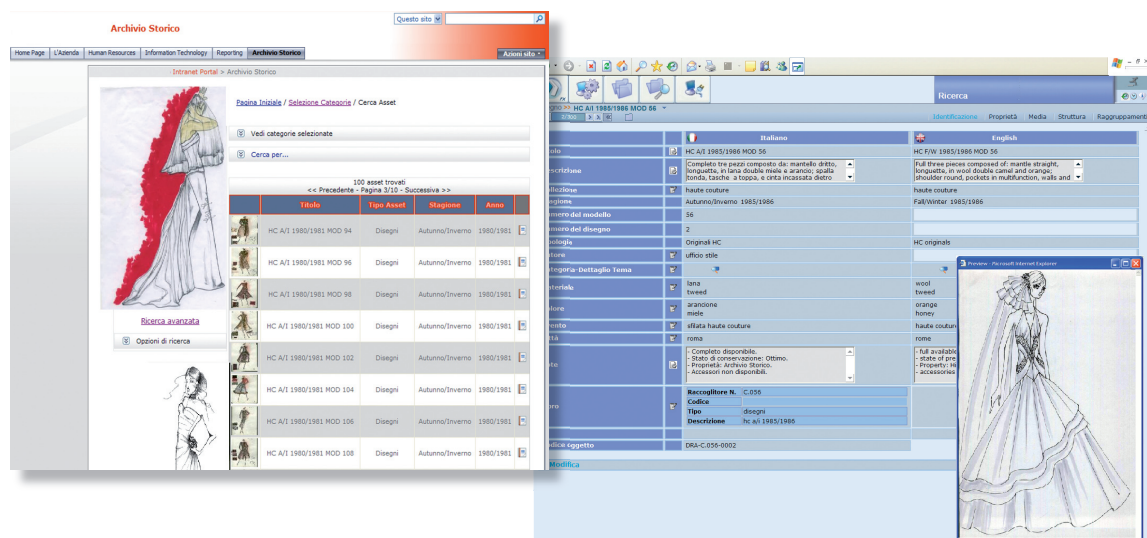 Questo sito
Archivio Storico
Home Page L'Azienda Human Resources Information Technology Reporting Archivio Storico Azioni sito
Intranet Portal > Archivio Storico
Pagina Iniziale / Selezione Categorie / Cerca Asset
Vedi categorie selezionate
Cerca per...
100 asset trovati
<< Precedente - Pagina 3/10 - Successiva >>
Titolo Tipo Asset Stagione Anno
HC A/I 1980/1981 MOD 94 Disegni Autunno/Inverno 1980/1981
HC A/I 1980/1981 MOD 96 Disegni Autunno/Inverno 1980/1981
HC A/I 1980/1981 MOD 98 Disegni Autunno/Inverno 1980/1981
HC A/I 1980/1981 MOD 100 Disegni Autunno/Inverno 1980/1981
HC A/I 1980/1981 MOD 102 Disegni Autunno/Inverno 1980/1981
HC A/I 1980/1981 MOD 104 Disegni Autunno/Inverno 1980/1981
HC A/I 1980/1981 MOD 106 Disegni Autunno/Inverno 1980/1981
HC A/I 1980/1981 MOD 108 Disegni Autunno/Inverno 1980/1981
Ricerca avanzata
Opzioni di ricerca
Ricerca
>> HC A/I 1985/1986 MOD 56
2/300
Identificazione Proprietà Media Struttura Raggruppamenti
Italiano English
HC A/I 1985/1986 MOD 56 HC F/W 1985/1986 MOD 56
Completo tre pezzi composto da: mantello dritto, Full three pieces composed of: mantle straight,
longuette, in lana double miele e arancio; spalla longuette, in wool double camel and orange;
tonda, tasche a toppa, e cinta incassata dietro shoulder round, pockets in multifunction, walls and
haute couture haute couture
Autunno/Inverno 1985/1986 Fall/Winter 1985/1986
del modello 56
del disegno 2
Originali HC HC originals
ufficio stile
Dettaglio Tema
lana wool
tweed tweed
arancione orange
miele honey
sfilata haute couture haute couture
roma rome
- Completo disponibile. - full available
- Stato di conservazione: Ottimo. - state of pre
- Proprietà: Archivio Storico. - Property: H
- Accessori non disponibili. - accessories
Raccoglitore N. C.056
Codice
Tipo disegni
Descrizione hc a/i 1985/1986
oggetto DRA-C.056-0002
Modifica
Preview - Microsoft Internet Explorer